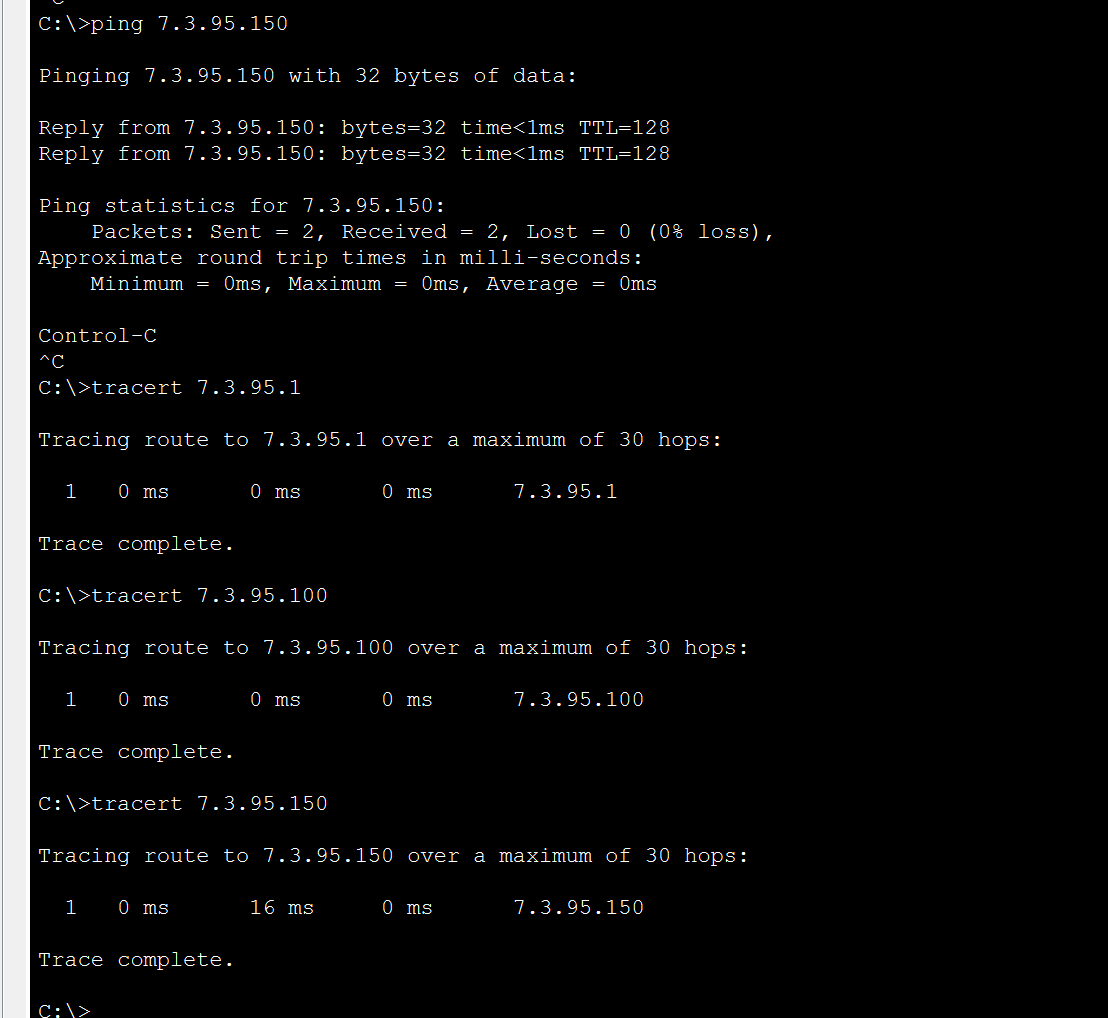 C:\>ping 7.3.95.150
Pinging 7.3.95.150 with 32 bytes of data:
Reply from 7.3.95.150: bytes=32 time<1ms TTL=128
Reply from 7.3.95.150: bytes=32 time<1ms TTL=128
Ping statistics for 7.3.95.150:
    Packets: Sent = 2, Received = 2, Lost = 0 (0% loss),
Approximate round trip times in milli-seconds:
    Minimum = 0ms, Maximum = 0ms, Average = 0ms
Control-C
^C
C:\>tracert 7.3.95.1
Tracing route to 7.3.95.1 over a maximum of 30 hops:
  1   0 ms      0 ms      0 ms      7.3.95.1
Trace complete.
C:\>tracert 7.3.95.100
Tracing route to 7.3.95.100 over a maximum of 30 hops:
  1   0 ms      0 ms      0 ms      7.3.95.100
Trace complete.
C:\>tracert 7.3.95.150
Tracing route to 7.3.95.150 over a maximum of 30 hops:
  1   0 ms      16 ms     0 ms      7.3.95.150
Trace complete.
C:\>